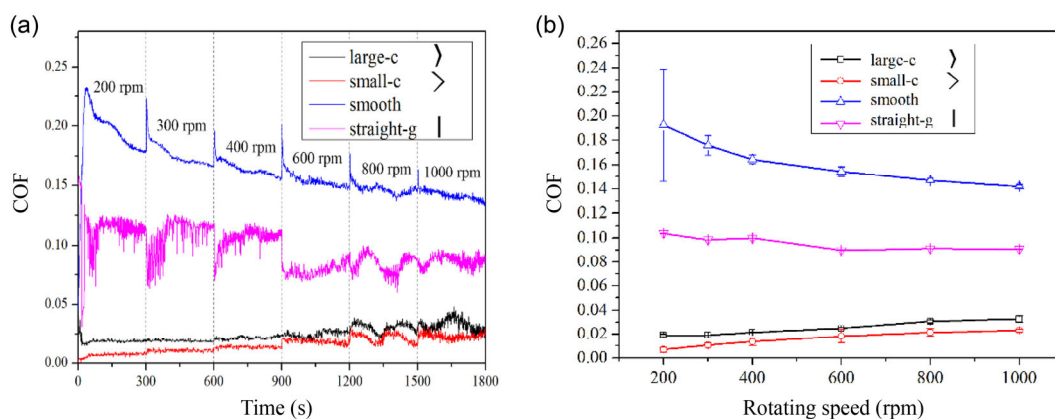 (a)
COF
0.25
0.20
0.15
0.10
0.05
0.00
0
300
600
900
1200
1500
1800
Time (s)
200 rpm
300 rpm
400 rpm
600 rpm
800 rpm
1000 rpm
large-c
small-c
smooth
straight-g
(b)
COF
0.26
0.24
0.22
0.20
0.18
0.16
0.14
0.12
0.10
0.08
0.06
0.04
0.02
0.00
200
400
600
800
1000
Rotating speed (rpm)
large-c
small-c
smooth
straight-g